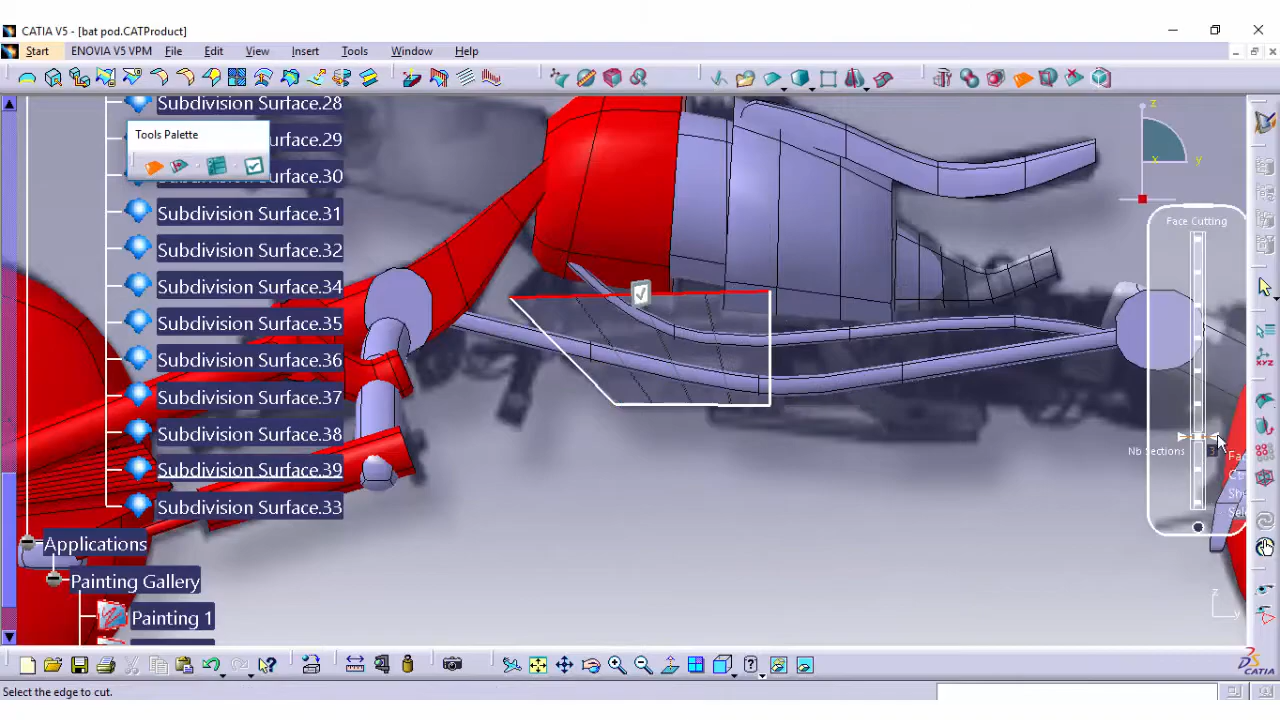 CATIA V5 - [bat pod.CATProduct]
Start ENOVIA V5 VPM File Edit View Insert Tools Window Help
Subdivision Surface.28
Tools Palette
urface.29
urface.30
Subdivision Surface.31
Subdivision Surface.32
Subdivision Surface.34
Subdivision Surface.35
Subdivision Surface.36
Subdivision Surface.37
Subdivision Surface.38
Subdivision Surface.39
Subdivision Surface.33
Applications
Painting Gallery
Painting 1
z
x
y
Face Cutting
Nb Sections
3
z
y
CATIA
Select the edge to cut.